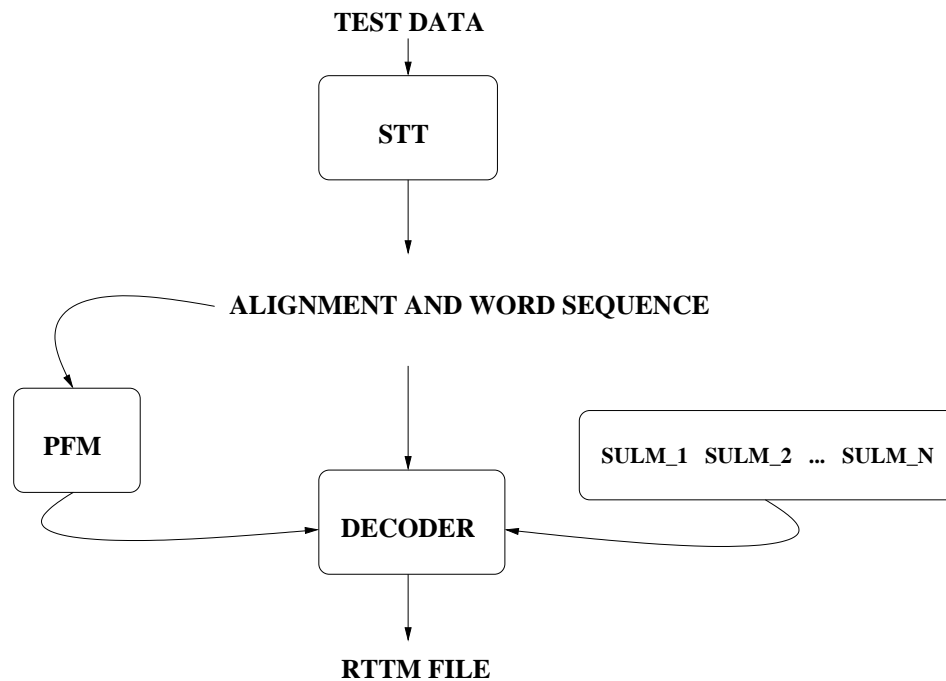 TEST DATA
STT
ALIGNMENT AND WORD SEQUENCE
PFM
SULM_1 SULM_2 ... SULM_N
DECODER
RTTM FILE